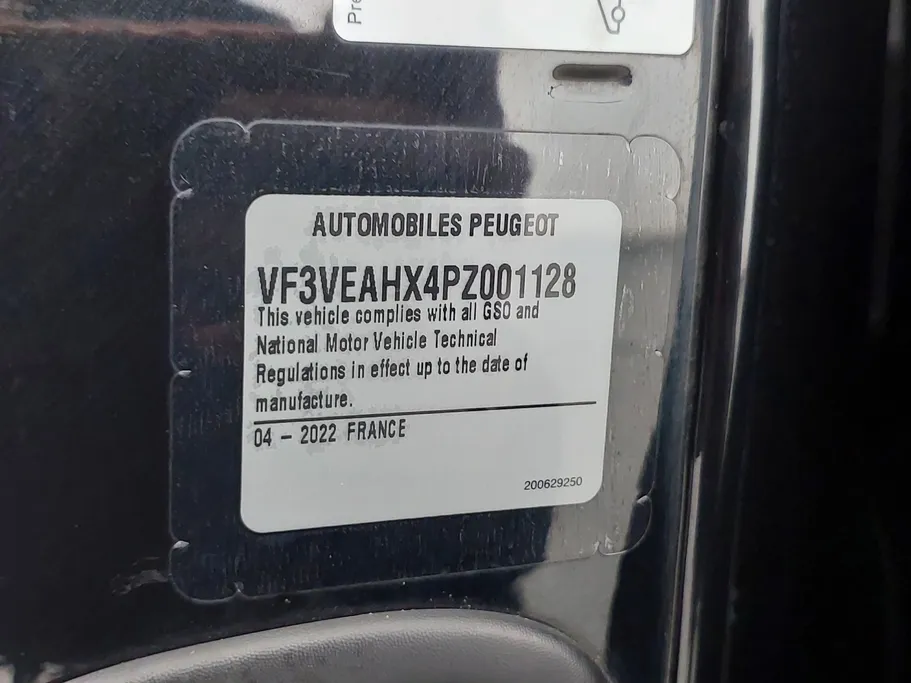 Pre
AUTOMOBILES PEUGEOT
VF3VEAHX4PZ001128
This vehicle complies with all GSO and
National Motor Vehicle Technical
Regulations in effect up to the date of
manufacture.
04 - 2022 FRANCE
200629250